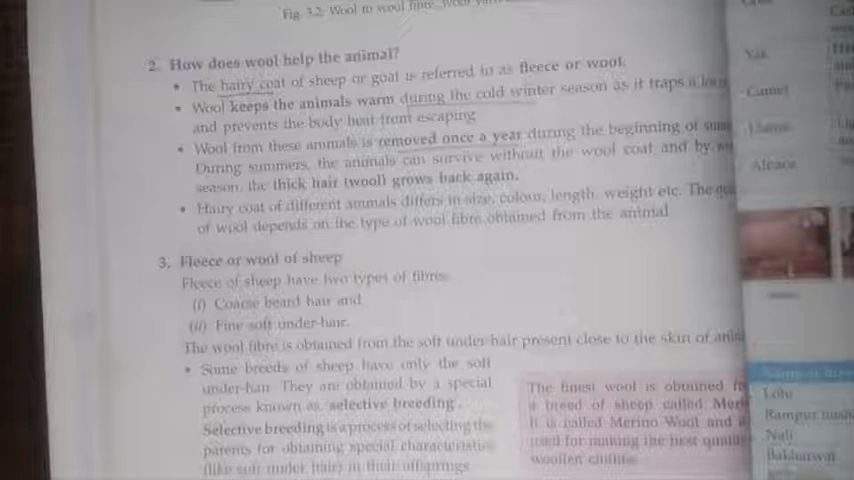 Fig. 3.2: Wool to wool fibre,
2. How does wool help the animal?
• The hairy coat of sheep or goat is referred to as fleece or wool.
• Wool keeps the animals warm during the cold winter season as it traps
and prevents the body heat from escaping
• Wool from these animals is removed once a year during the beginning of
During summers, the animals can survive without the wool coat and by
season, the thick hair (wool) grows back again.
• Hairy coat of different animals differs in size, colour, length, weight etc. The
of wool depends on the type of wool fibre obtained from the animal
3. Fleece or wool of sheep
Fleece of sheep have two types of fibres
(i) Coarse beard hair and
(ii) Fine soft under-hair.
The wool fibre is obtained from the soft under-hair present close to the skin of
• Some breeds of sheep have only the soft
under-hair. They are obtained by a special
process known as 'selective breeding'.
Selective breeding is a process of selecting the
parents for obtaining special characteristic
(like soft under hair) in their offsprings
The finest wool is obtained
a breed of sheep called
It is called Merino Wool and
used for making the best
woollen
Yak
Camel
Llama
Alpaca
Name of
Lohi
Rampur
Nali
Bakharwal